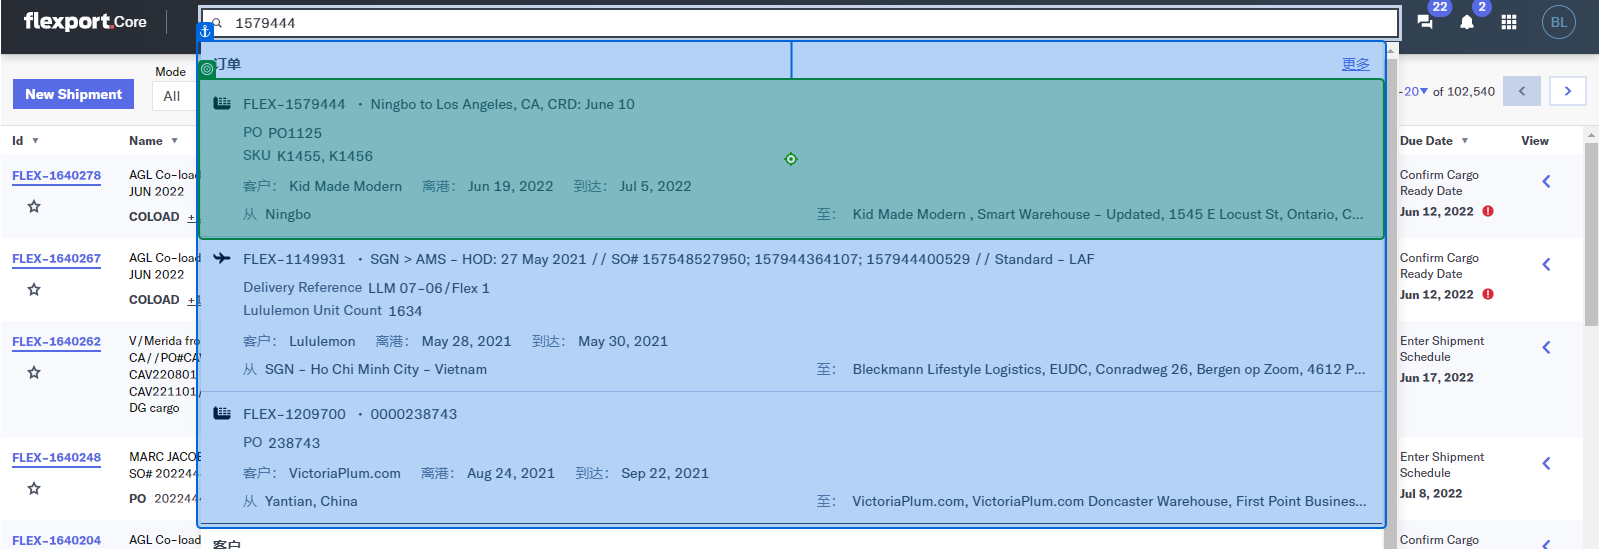 flexport.Core
1579444
22
2
BL
订单
更多
New Shipment
Mode
All
-20 of 102,540
Id
Name
Due Date
View
FLEX-1579444 · Ningbo to Los Angeles, CA, CRD: June 10
PO PO1125
SKU K1455, K1456
客户: Kid Made Modern 离港: Jun 19, 2022 到达: Jul 5, 2022
从 Ningbo 至: Kid Made Modern , Smart Warehouse - Updated, 1545 E Locust St, Ontario, C...
FLEX-1149931 · SGN > AMS - HOD: 27 May 2021 // SO# 157548527950; 157944364107; 157944400529 // Standard - LAF
Delivery Reference LLM 07-06/Flex 1
Lululemon Unit Count 1634
客户: Lululemon 离港: May 28, 2021 到达: May 30, 2021
从 SGN - Ho Chi Minh City - Vietnam 至: Bleckmann Lifestyle Logistics, EUDC, Conradweg 26, Bergen op Zoom, 4612 P...
FLEX-1209700 · 0000238743
PO 238743
客户: VictoriaPlum.com 离港: Aug 24, 2021 到达: Sep 22, 2021
从 Yantian, China 至: VictoriaPlum.com, VictoriaPlum.com Doncaster Warehouse, First Point Business...
客户
FLEX-1640278
AGL Co-load
JUN 2022
COLOAD
Confirm Cargo
Ready Date
Jun 12, 2022
FLEX-1640267
AGL Co-load
JUN 2022
COLOAD
Confirm Cargo
Ready Date
Jun 12, 2022
FLEX-1640262
V/Merida fro
CA//PO#CAV
CAV220801
CAV221101/
DG cargo
Enter Shipment
Schedule
Jun 17, 2022
FLEX-1640248
MARC JACOB
SO# 202244
PO 202244
Enter Shipment
Schedule
Jul 8, 2022
FLEX-1640204
AGL Co-load
Confirm Cargo